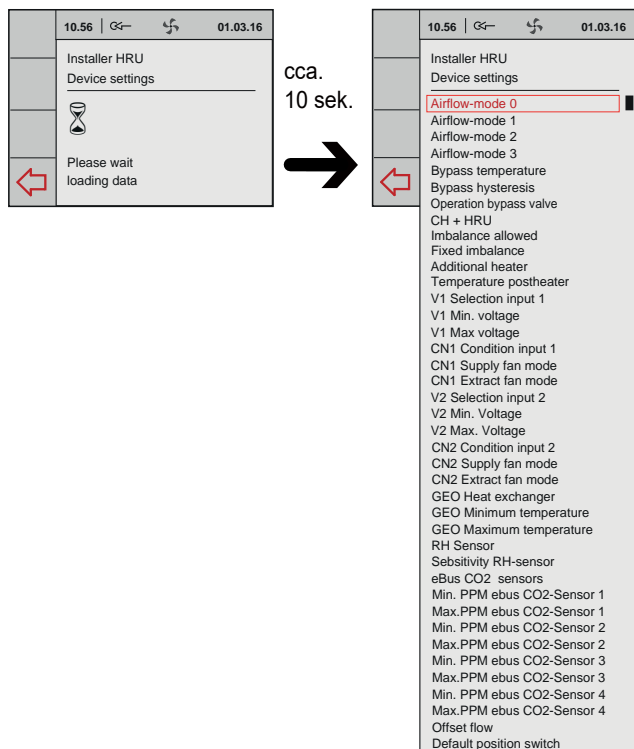 10.56 01.03.16
Installer HRU
Device settings
Please wait
loading data
cca.
10 sek.
10.56 01.03.16
Installer HRU
Device settings
Airflow-mode 0
Airflow-mode 1
Airflow-mode 2
Airflow-mode 3
Bypass temperature
Bypass hysteresis
Operation bypass valve
CH + HRU
Imbalance allowed
Fixed imbalance
Additional heater
Temperature postheater
V1 Selection input 1
V1 Min. voltage
V1 Max voltage
CN1 Condition input 1
CN1 Supply fan mode
CN1 Extract fan mode
V2 Selection input 2
V2 Min. Voltage
V2 Max. Voltage
CN2 Condition input 2
CN2 Supply fan mode
CN2 Extract fan mode
GEO Heat exchanger
GEO Minimum temperature
GEO Maximum temperature
RH Sensor
Sebsitivity RH-sensor
eBus CO2 sensors
Min. PPM ebus CO2-Sensor 1
Max.PPM ebus CO2-Sensor 1
Min. PPM ebus CO2-Sensor 2
Max.PPM ebus CO2-Sensor 2
Min. PPM ebus CO2-Sensor 3
Max.PPM ebus CO2-Sensor 3
Min. PPM ebus CO2-Sensor 4
Max.PPM ebus CO2-Sensor 4
Offset flow
Default position switch